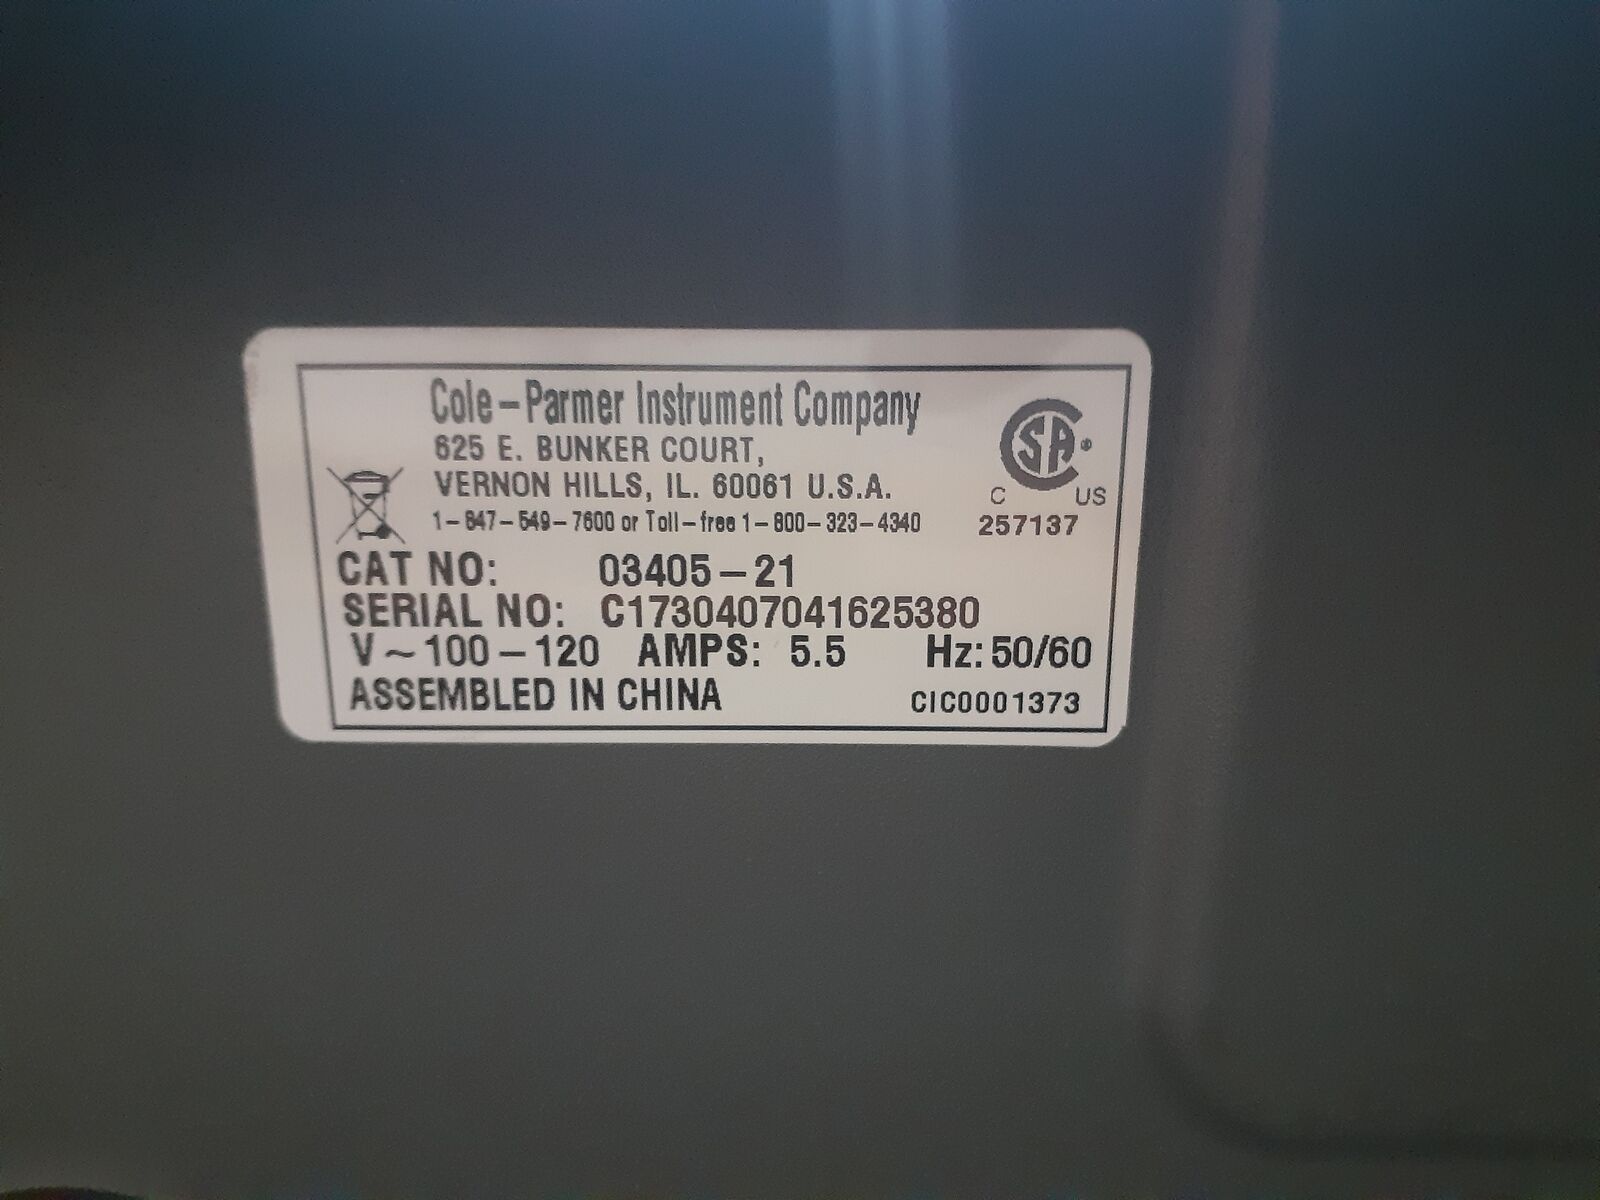 Cole-Parmer Instrument Company
625 E. BUNKER COURT,
VERNON HILLS, IL. 60061 U.S.A.
1-847-549-7600 or Toll-free 1-800-323-4340
SA
C US
257137
CAT NO: 03405-21
SERIAL NO: C1730407041625380
V~100-120 AMPS: 5.5 Hz: 50/60
ASSEMBLED IN CHINA CIC0001373